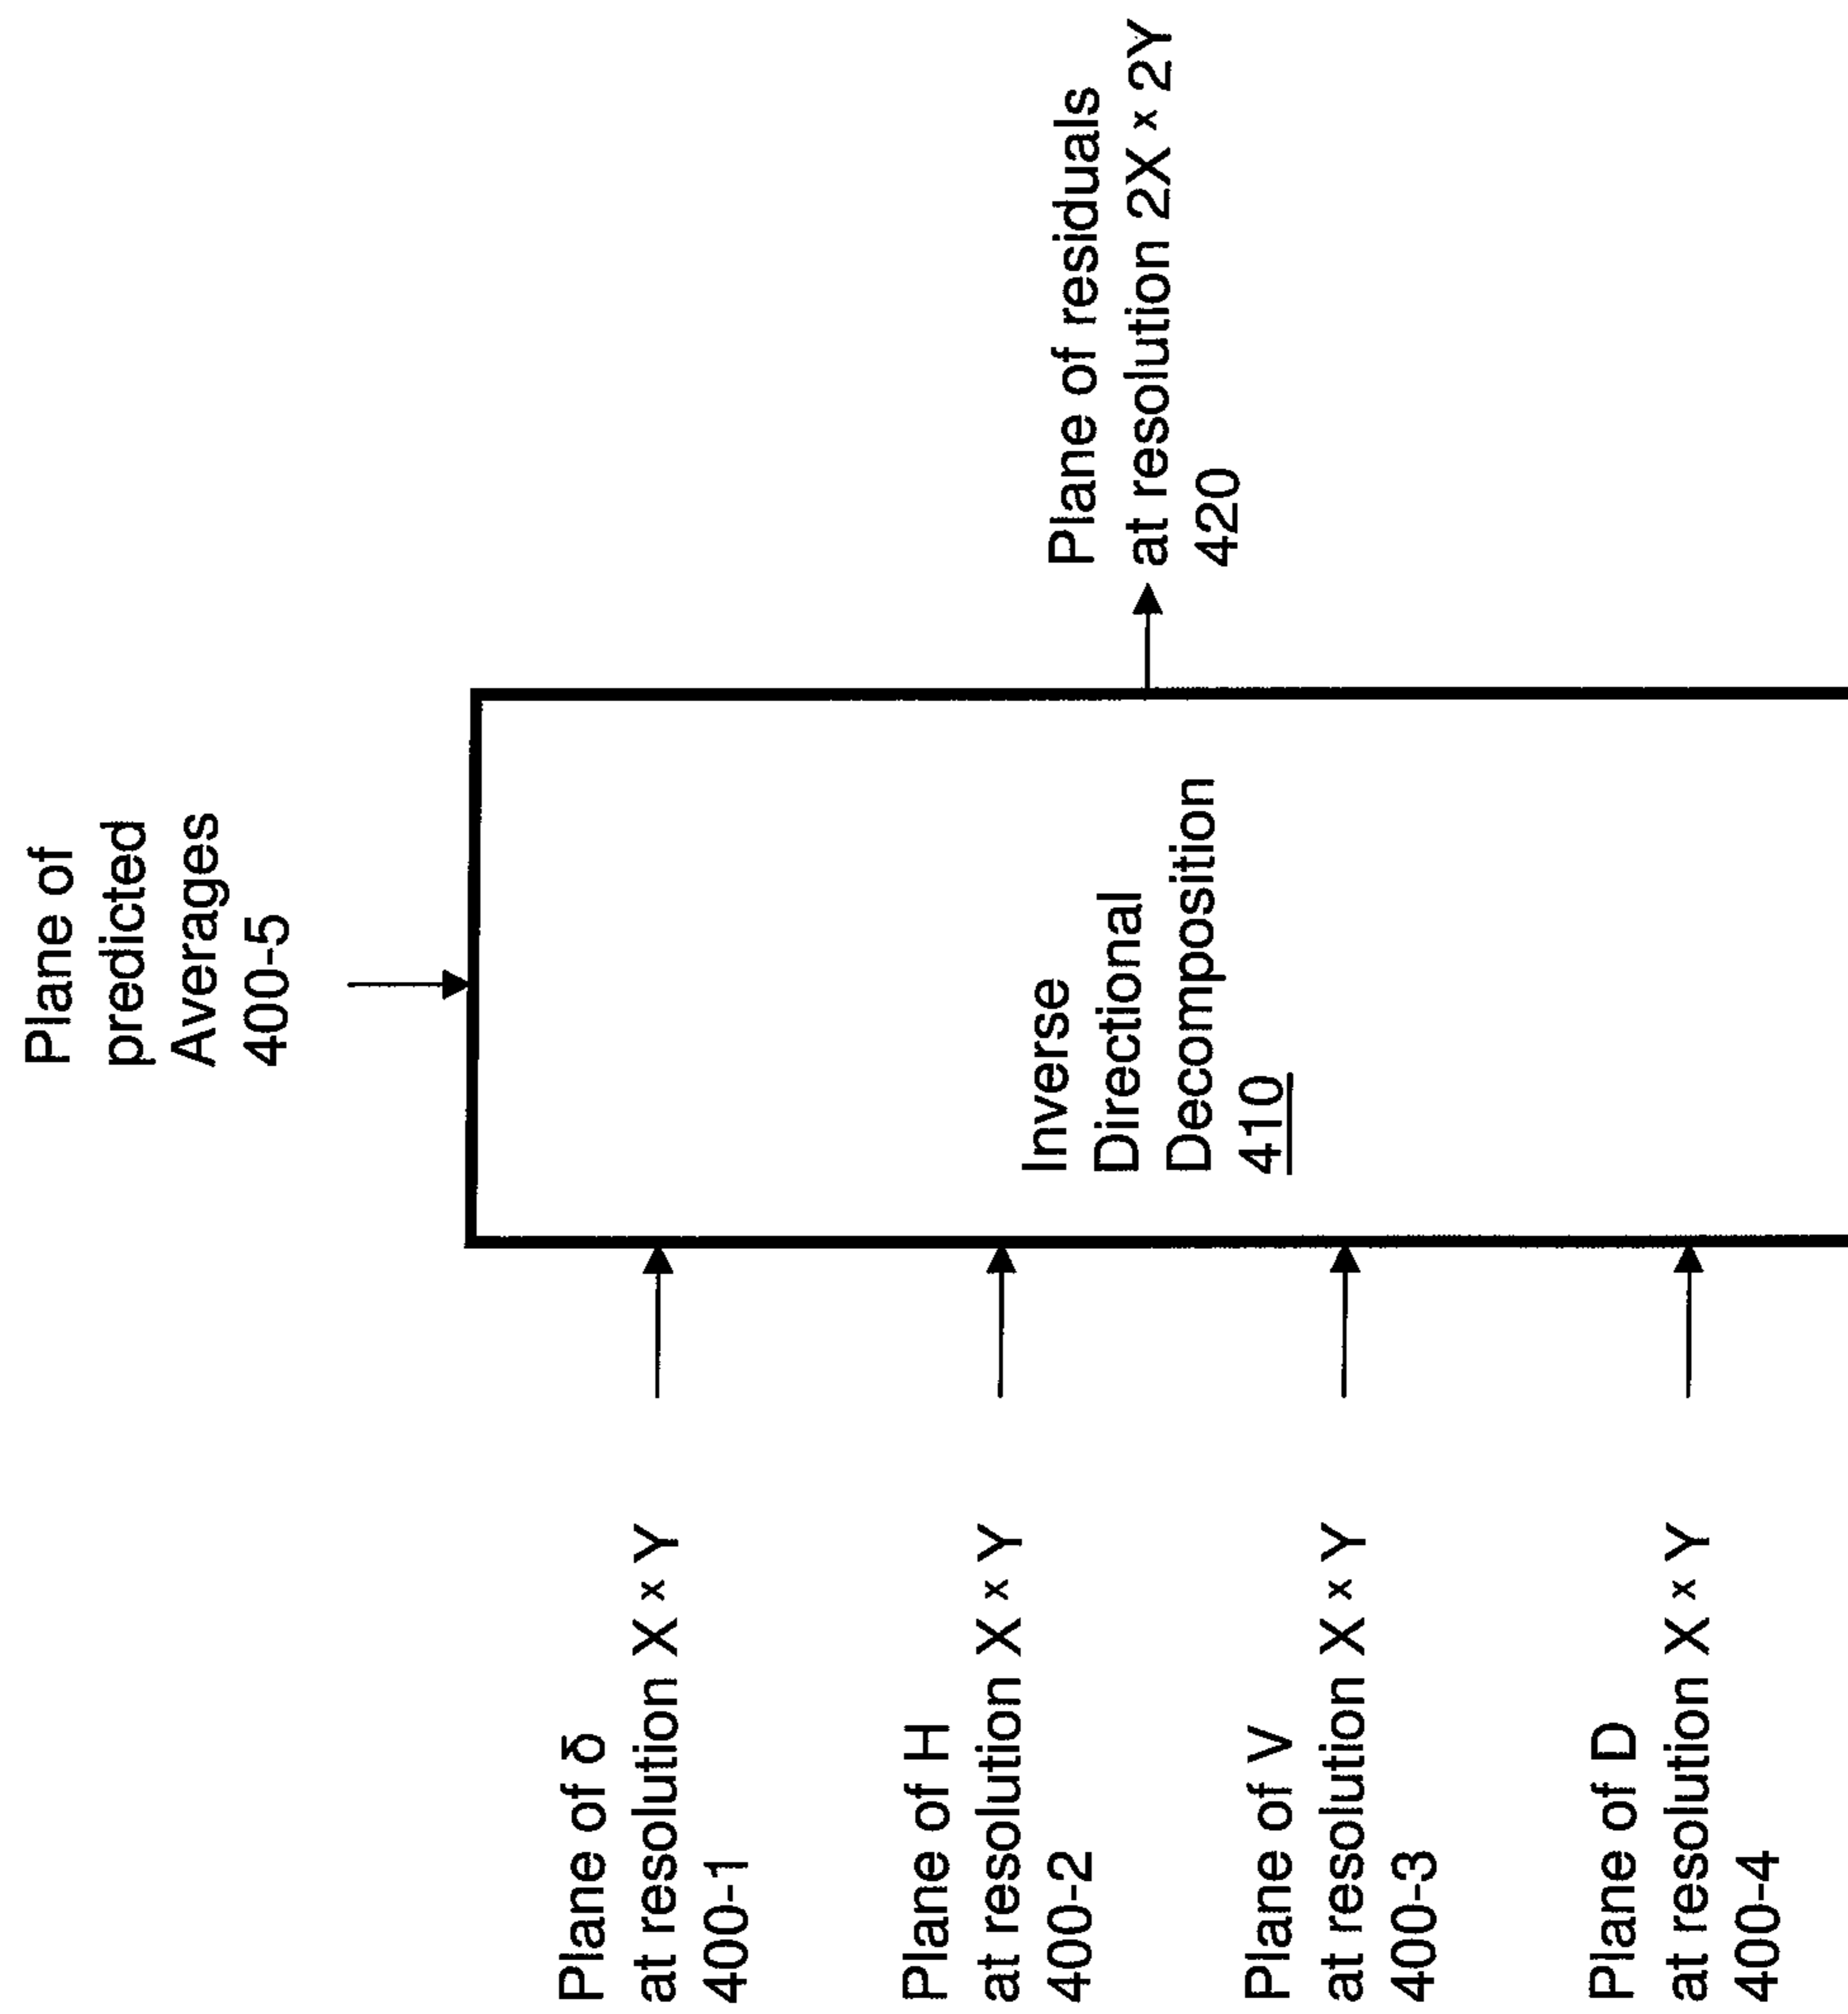 Plane of
predicted
Averages
400-5
Plane of δ
at resolution X × Y
400-1
Plane of H
at resolution X × Y
400-2
Plane of V
at resolution X × Y
400-3
Plane of D
at resolution X × Y
400-4
Inverse
Directional
Decomposition
410
Plane of residuals
at resolution 2X × 2Y
420